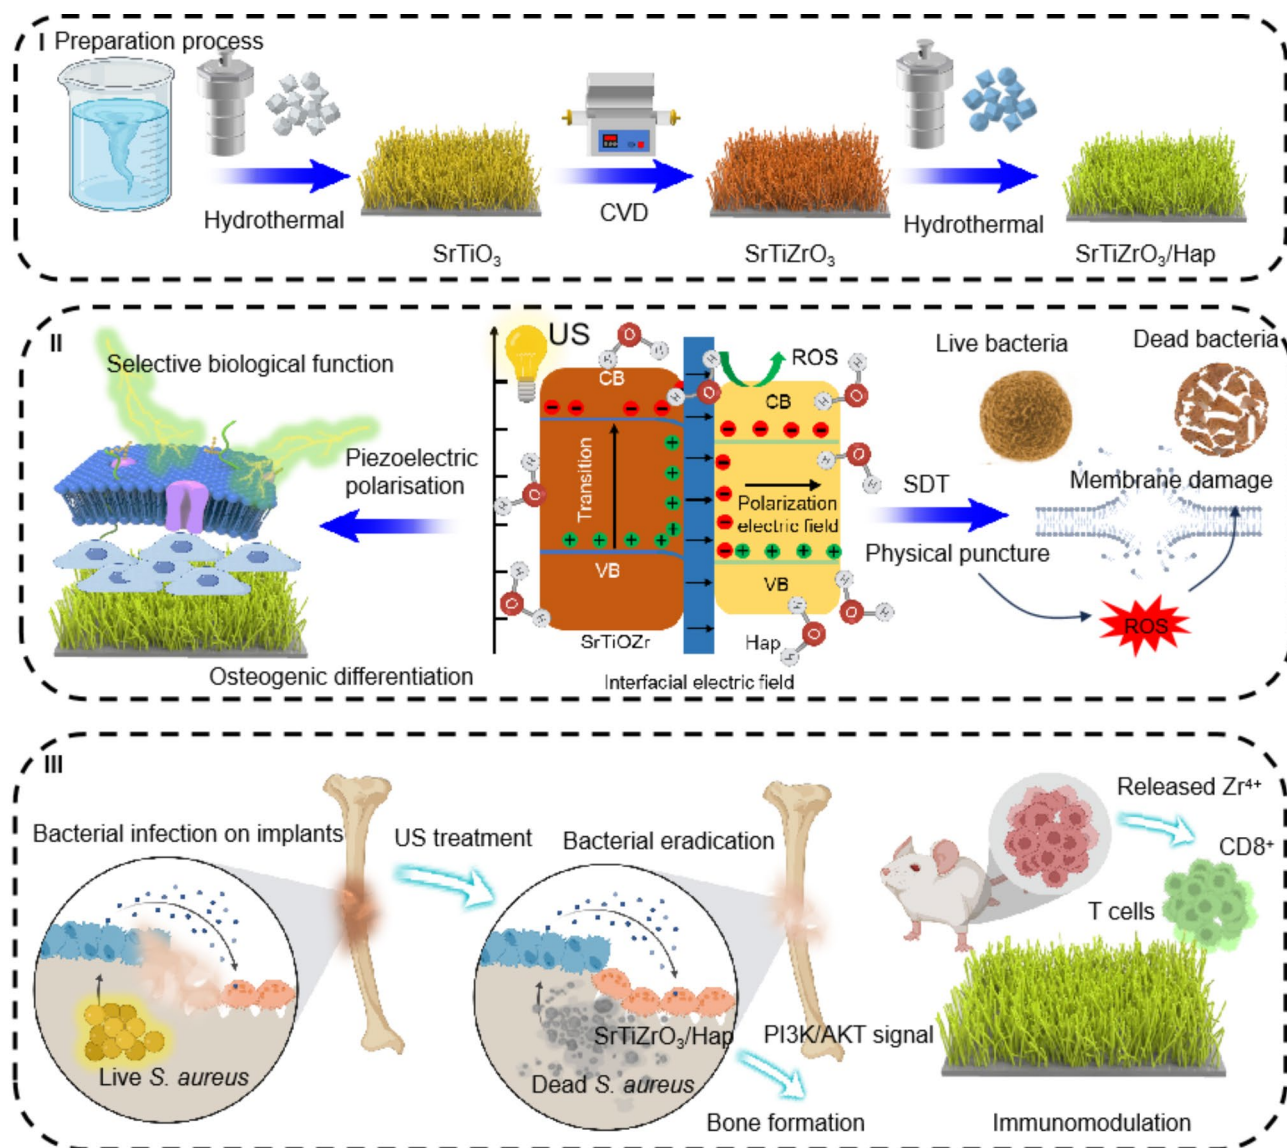 I Preparation process
Hydrothermal
CVD
Hydrothermal
SrTiO₃
SrTiZrO₃
SrTiZrO₃/Hap
II
Selective biological function
Piezoelectric
polarisation
Osteogenic differentiation
US
CB
Transition
VB
SrTiOZr
ROS
CB
Polarization
electric field
VB
Hap
Interfacial electric field
H
O
H
H
O
H
H
O
H
H
O
H
H
O
H
H
O
H
H
O
H
H
O
H
SDT
Physical puncture
Live bacteria
Dead bacteria
Membrane damage
ROS
III
Bacterial infection on implants
US treatment
Bacterial eradication
Live S. aureus
SrTiZrO₃/Hap
Dead S. aureus
PI3K/AKT signal
Bone formation
Released Zr⁴⁺
CD8⁺
T cells
Immunomodulation